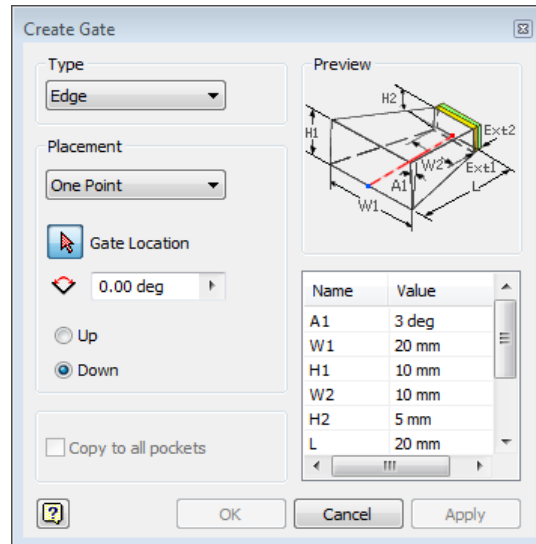 Create Gate
Type
Edge
Placement
One Point
Gate Location
0.00 deg
Up
Down
Copy to all pockets
Preview
H2
H1
Ext2
W2
Ext1
A1
L
W1
Name Value
A1 3 deg
W1 20 mm
H1 10 mm
W2 10 mm
H2 5 mm
L 20 mm
?
OK Cancel Apply